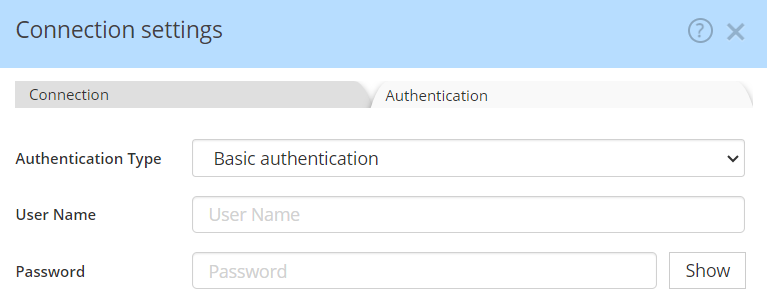 Connection settings ?
Connection Authentication
Authentication Type Basic authentication
User Name User Name
Password Password Show